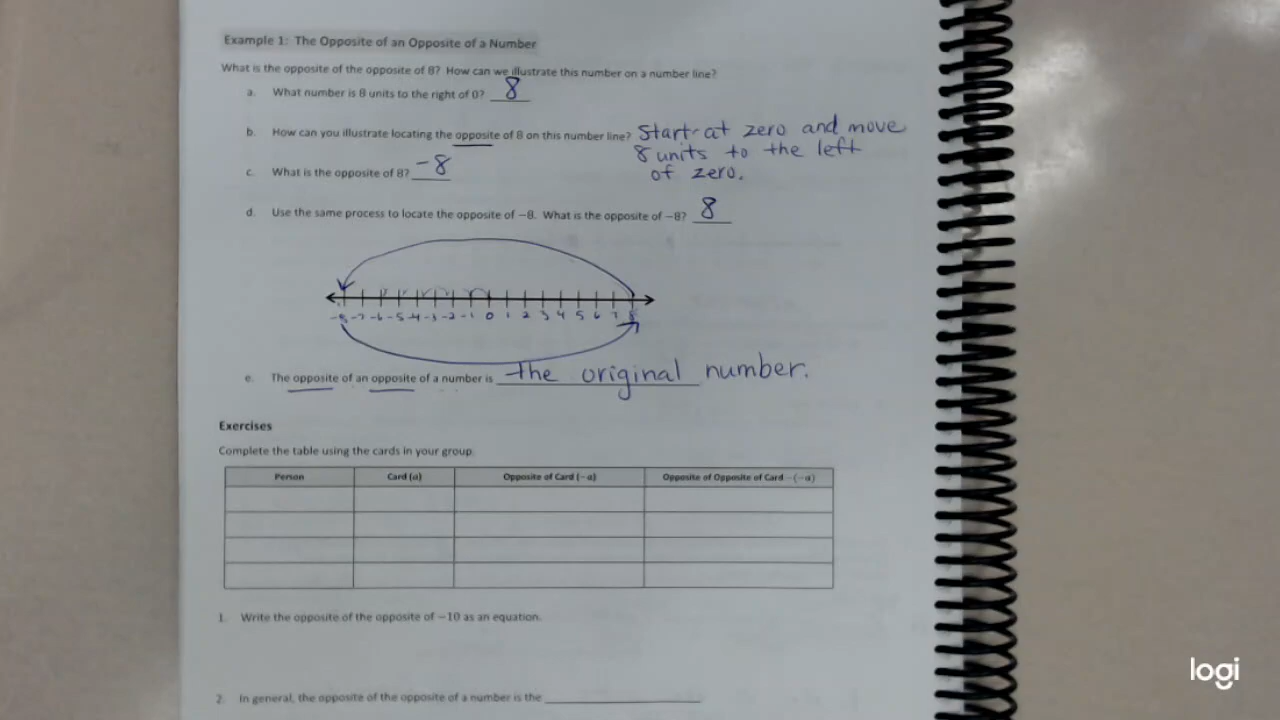 Example 1: The Opposite of an Opposite of a Number
What is the opposite of the opposite of 8? How can we illustrate this number on a number line?
a. What number is 8 units to the right of 0? 8
b. How can you illustrate locating the opposite of 8 on this number line? Start at zero and move
8 units to the left
of zero.
c. What is the opposite of 8? -8
d. Use the same process to locate the opposite of −8. What is the opposite of −8? 8
-8 -7 -6 -5 -4 -3 -2 -1 0 1 2 3 4 5 6 7 8
e. The opposite of an opposite of a number is the original number.
Exercises
Complete the table using the cards in your group.
Person Card (a) Opposite of Card (−a) Opposite of Opposite of Card −(−a)
1. Write the opposite of the opposite of −10 as an equation.
2. In general, the opposite of the opposite of a number is the
logi